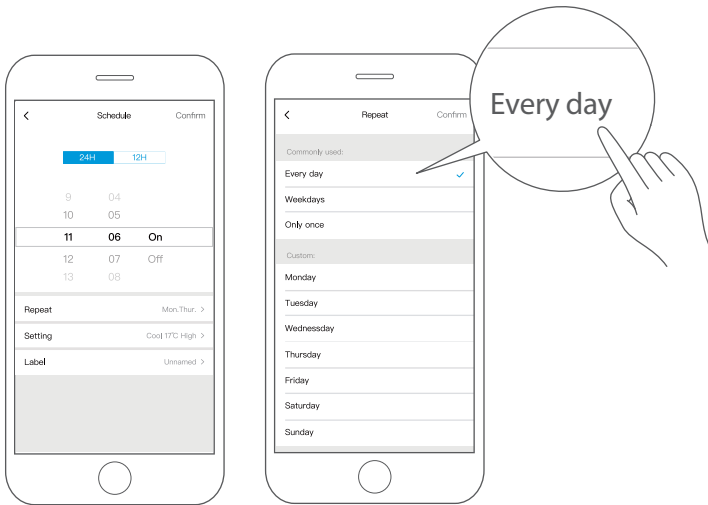 < Schedule Confirm
24H 12H
9 04
10 05
11 06 On
12 07 Off
13 08
Repeat Mon.Thur. >
Setting Cool 17℃ High >
Label Unnamed >
< Repeat Confirm
Commonly used:
Every day
Weekdays
Only once
Custom:
Monday
Tuesday
Wednessday
Thursday
Friday
Saturday
Sunday
Every day